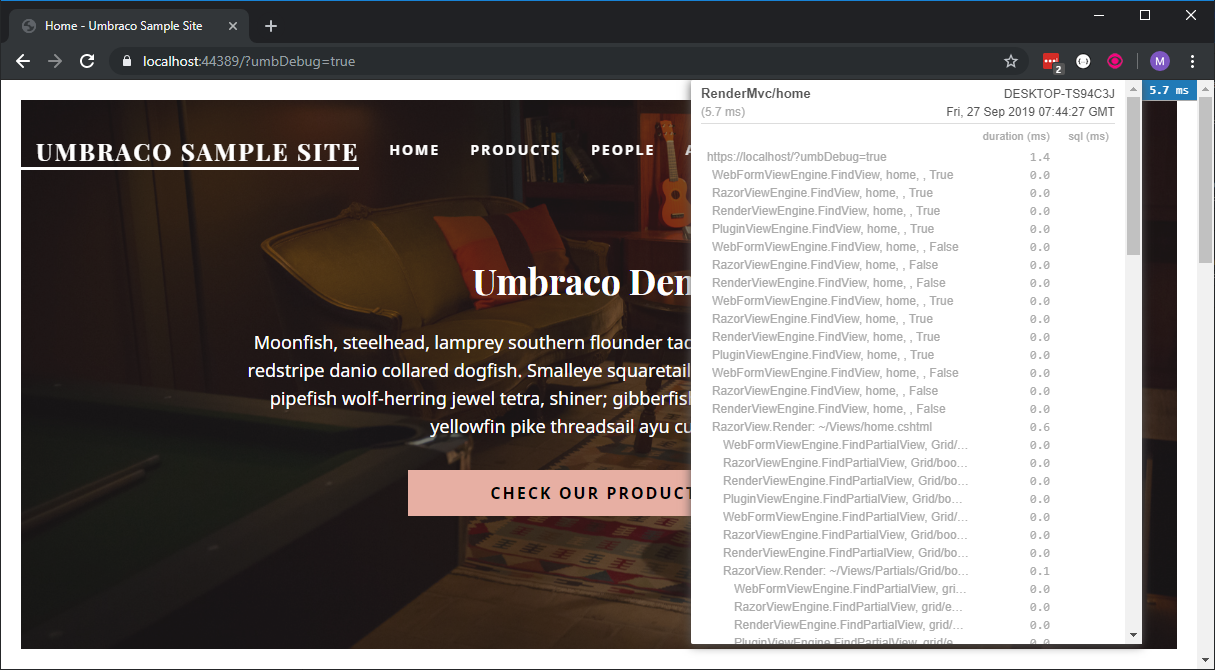 Home - Umbraco Sample Site
localhost:44389/?umbDebug=true
2
M
UMBRACO SAMPLE SITE
HOME
PRODUCTS
PEOPLE
Umbraco Den
Moonfish, steelhead, lamprey southern flounder tad
redstripe danio collared dogfish. Smalleye squaretail
pipefish wolf-herring jewel tetra, shiner; gibberfish
yellowfin pike threadsail ayu cu
CHECK OUR PRODUCT
5.7 ms
RenderMvc/home DESKTOP-TS94C3J
(5.7 ms) Fri, 27 Sep 2019 07:44:27 GMT
duration (ms) sql (ms)
https://localhost/?umbDebug=true 1.4
WebFormViewEngine.FindView, home, , True 0.0
RazorViewEngine.FindView, home, , True 0.0
RenderViewEngine.FindView, home, , True 0.0
PluginViewEngine.FindView, home, , True 0.0
WebFormViewEngine.FindView, home, , False 0.0
RazorViewEngine.FindView, home, , False 0.0
RenderViewEngine.FindView, home, , False 0.0
WebFormViewEngine.FindView, home, , True 0.0
RazorViewEngine.FindView, home, , True 0.0
RenderViewEngine.FindView, home, , True 0.0
PluginViewEngine.FindView, home, , True 0.0
WebFormViewEngine.FindView, home, , False 0.0
RazorViewEngine.FindView, home, , False 0.0
RenderViewEngine.FindView, home, , False 0.0
RazorView.Render: ~/Views/home.cshtml 0.6
WebFormViewEngine.FindPartialView, Grid/… 0.0
RazorViewEngine.FindPartialView, Grid/boo… 0.0
RenderViewEngine.FindPartialView, Grid/bo… 0.0
PluginViewEngine.FindPartialView, Grid/bo… 0.0
WebFormViewEngine.FindPartialView, Grid/… 0.0
RazorViewEngine.FindPartialView, Grid/boo… 0.0
RenderViewEngine.FindPartialView, Grid/boo… 0.0
RazorView.Render: ~/Views/Partials/Grid/bo… 0.1
WebFormViewEngine.FindPartialView, gri… 0.0
RazorViewEngine.FindPartialView, grid/e… 0.0
RenderViewEngine.FindPartialView, grid/… 0.0
PluginViewEngine.FindPartialView, grid/e… 0.0